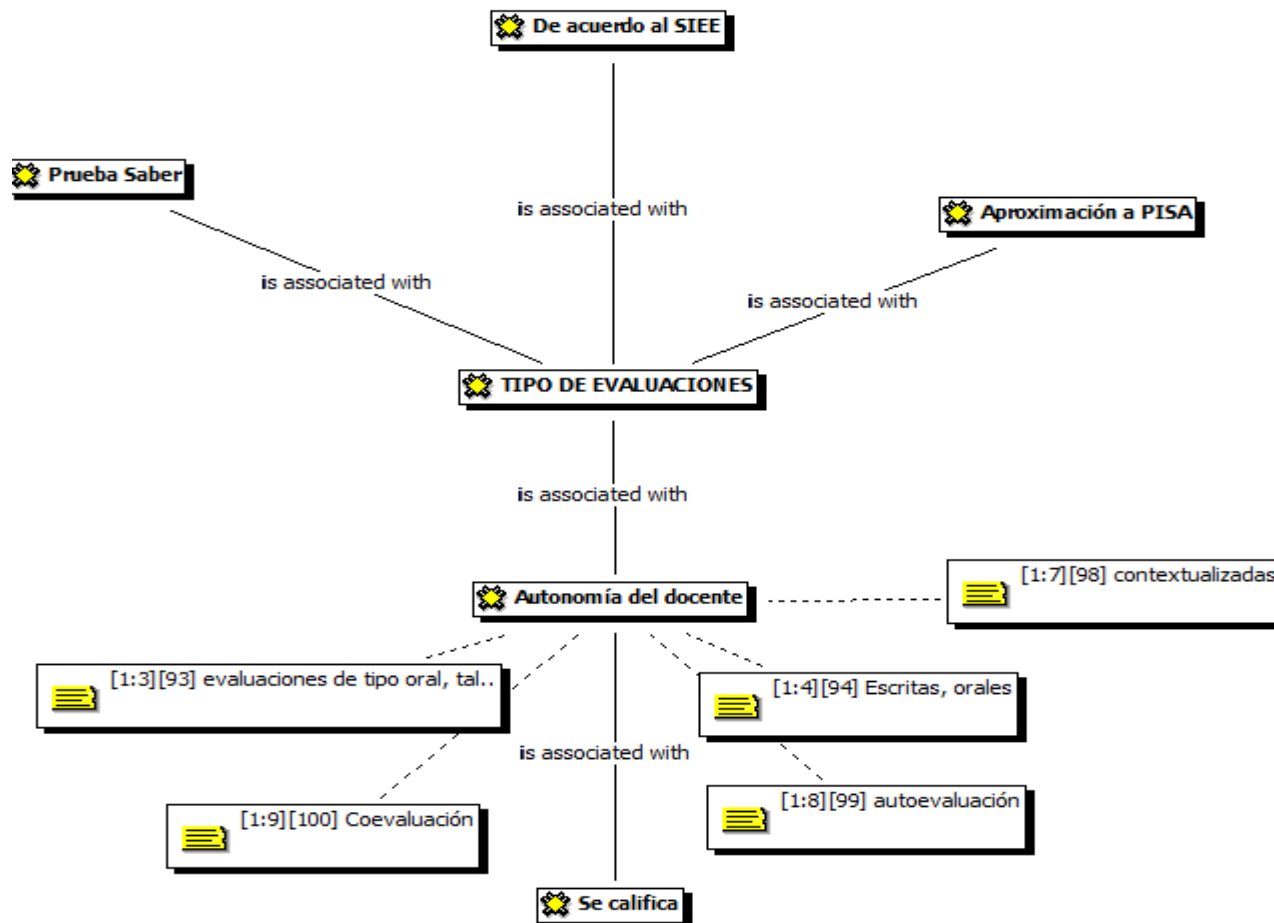 De acuerdo al SIEE
Prueba Saber
is associated with
Aproximación a PISA
is associated with
is associated with
TIPO DE EVALUACIONES
is associated with
[1:7][98] contextualizadas
Autonomía del docente
[1:3][93] evaluaciones de tipo oral, tal..
[1:4][94] Escritas, orales
is associated with
[1:8][99] autoevaluación
[1:9][100] Coevaluación
Se califica